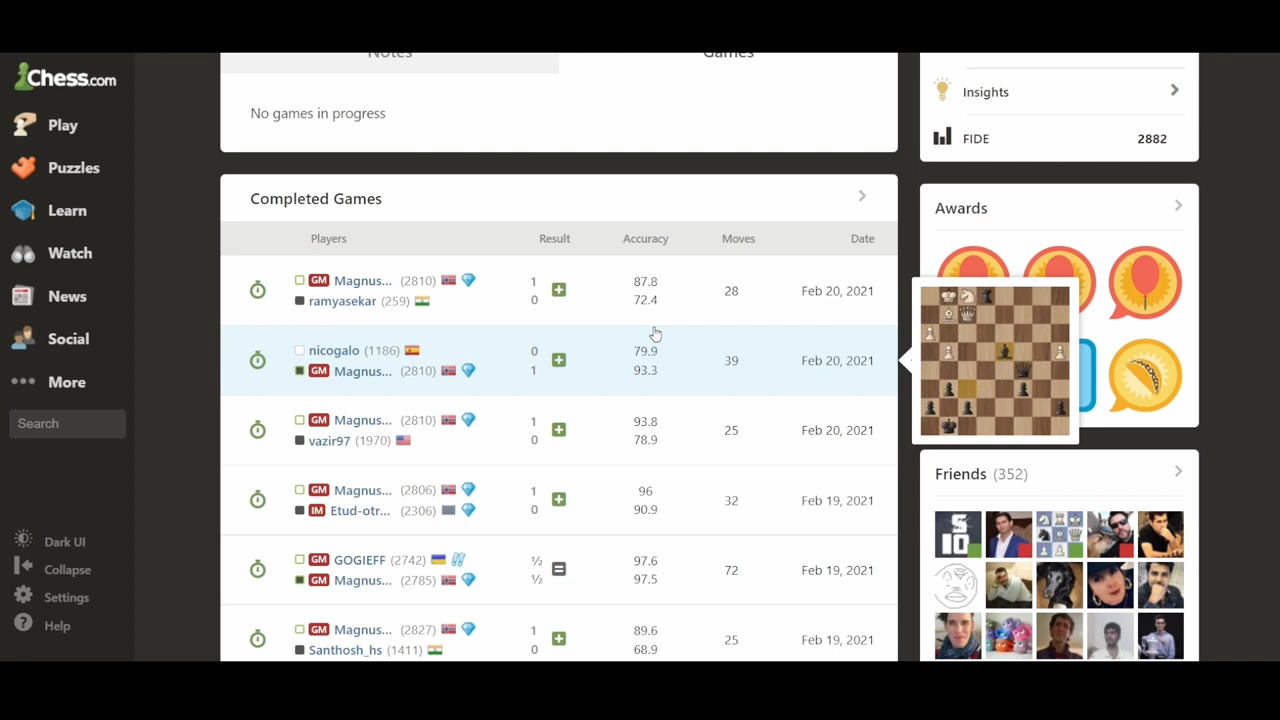 Notes
Games
Chess.com
Play
Puzzles
Learn
Watch
News
Social
More
Search
Dark UI
Collapse
Settings
Help
No games in progress
Completed Games
Players Result Accuracy Moves Date
GM Magnus... (2810) 1 87.8 28 Feb 20, 2021
ramyasekar (259) 0 72.4
nicogalo (1186) 0 79.9 39 Feb 20, 2021
GM Magnus... (2810) 1 93.3
GM Magnus... (2810) 1 93.8 25 Feb 20, 2021
vazir97 (1970) 0 78.9
GM Magnus... (2806) 1 96 32 Feb 19, 2021
IM Etud-otr... (2306) 0 90.9
GM GOGIEFF (2742) ½ 97.6 72 Feb 19, 2021
GM Magnus... (2785) ½ 97.5
GM Magnus... (2827) 1 89.6 25 Feb 19, 2021
Santhosh_hs (1411) 0 68.9
Insights
FIDE 2882
Awards
Friends (352)